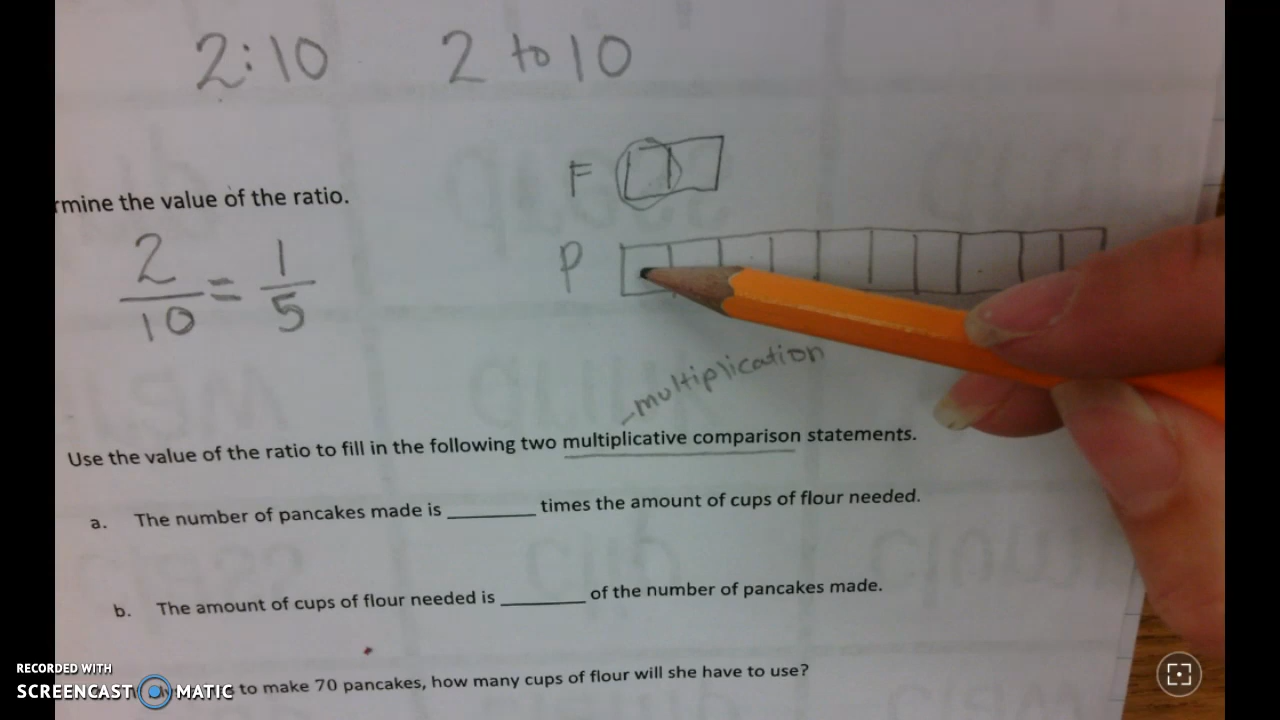 2:10 2 to 10
F
rmine the value of the ratio.
P
2/10 = 1/5
multiplication
Use the value of the ratio to fill in the following two multiplicative comparison statements.
a. The number of pancakes made is ________ times the amount of cups of flour needed.
b. The amount of cups of flour needed is ________ of the number of pancakes made.
RECORDED WITH
SCREENCAST MATIC
to make 70 pancakes, how many cups of flour will she have to use?